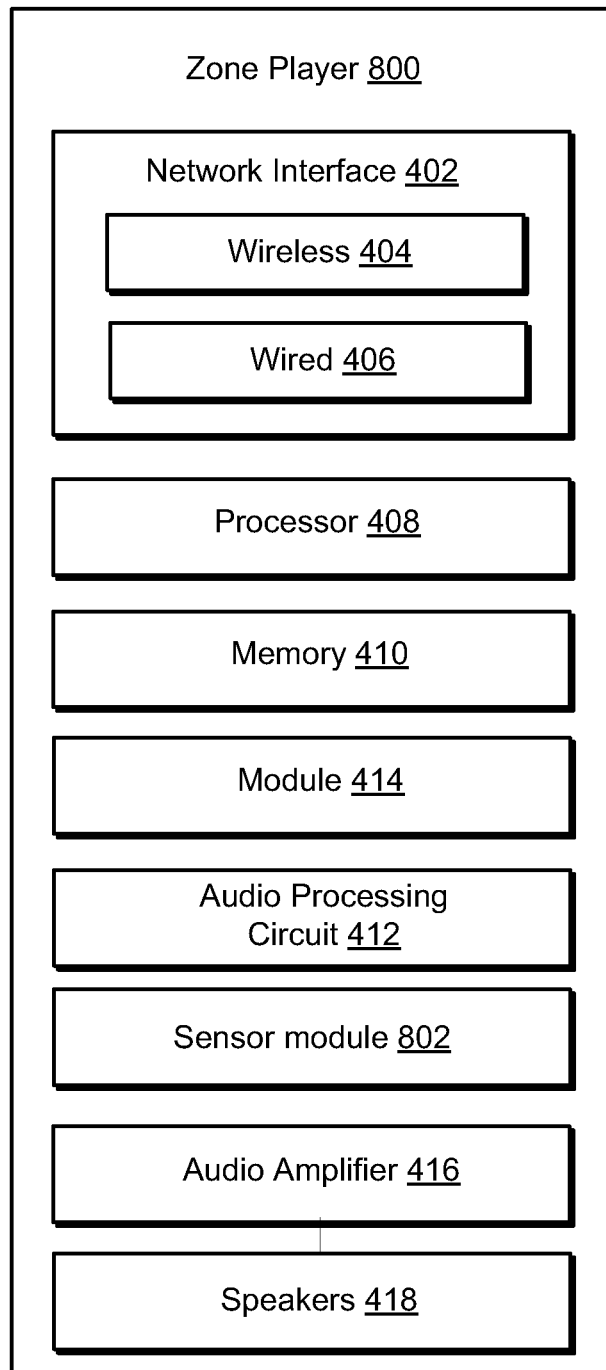 Zone Player 800
Network Interface 402
Wireless 404
Wired 406
Processor 408
Memory 410
Module 414
Audio Processing
Circuit 412
Sensor module 802
Audio Amplifier 416
Speakers 418